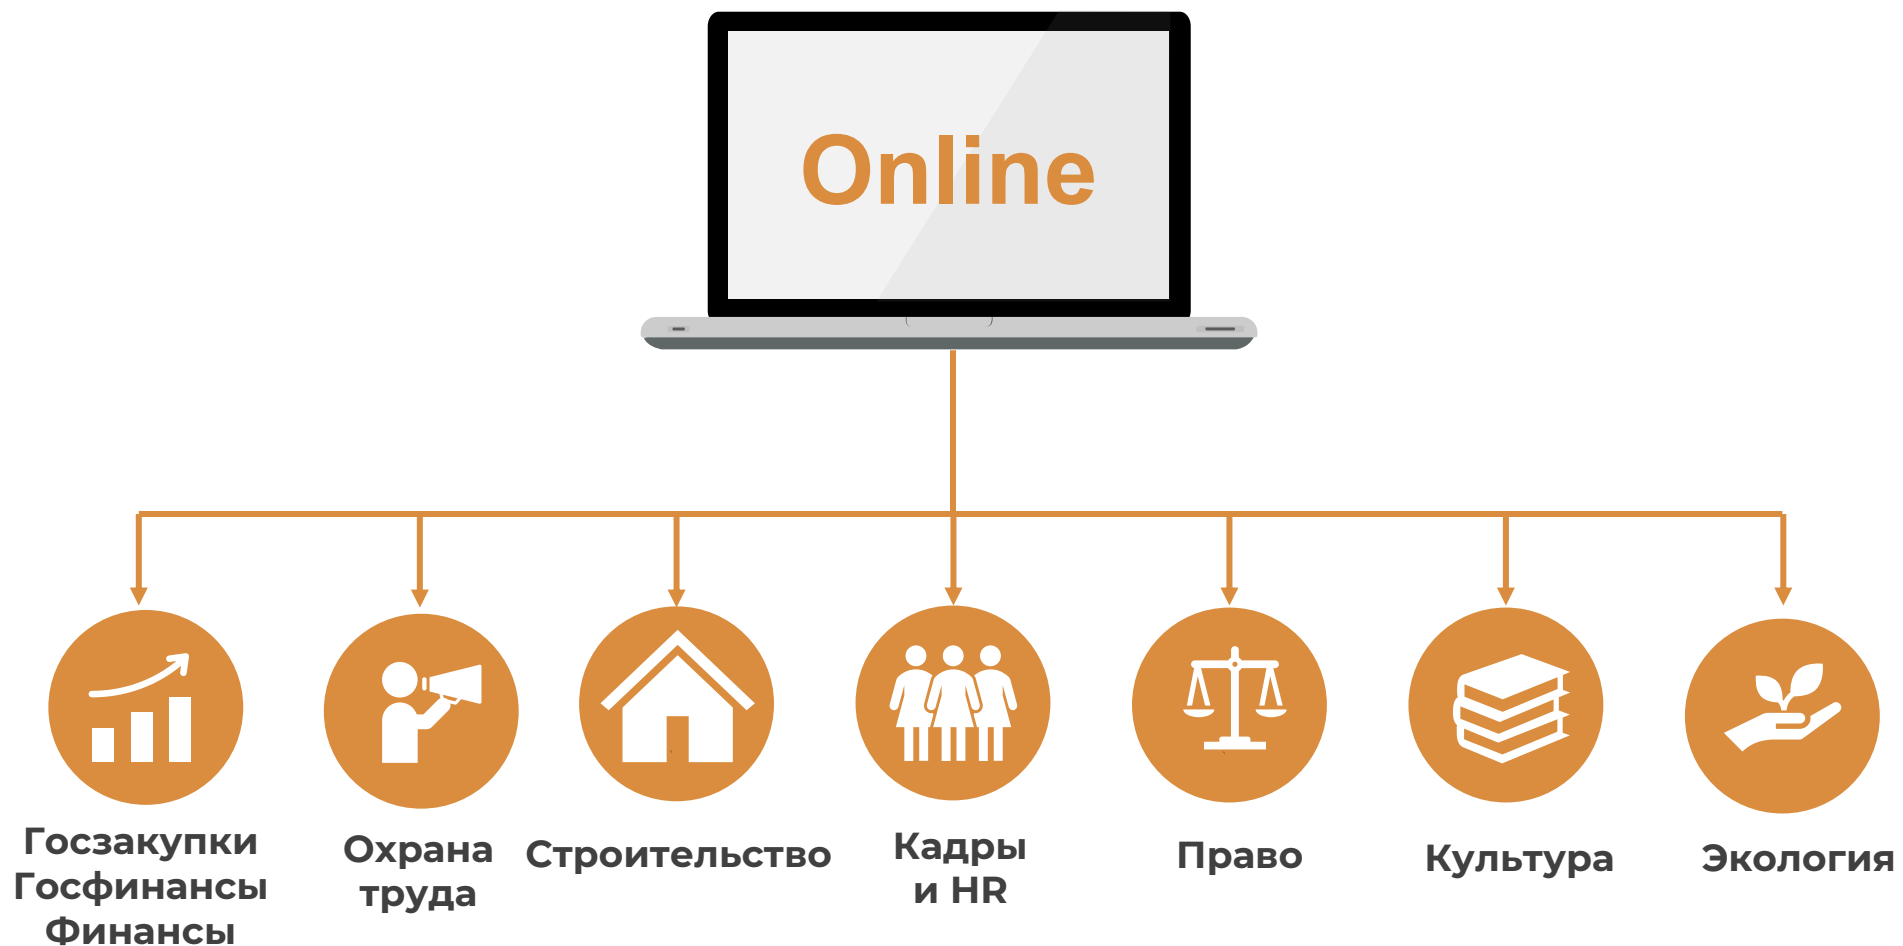 Online
Госзакупки
Госфинансы
Финансы
Охрана
труда
Строительство
Кадры
и HR
Право
Культура
Экология